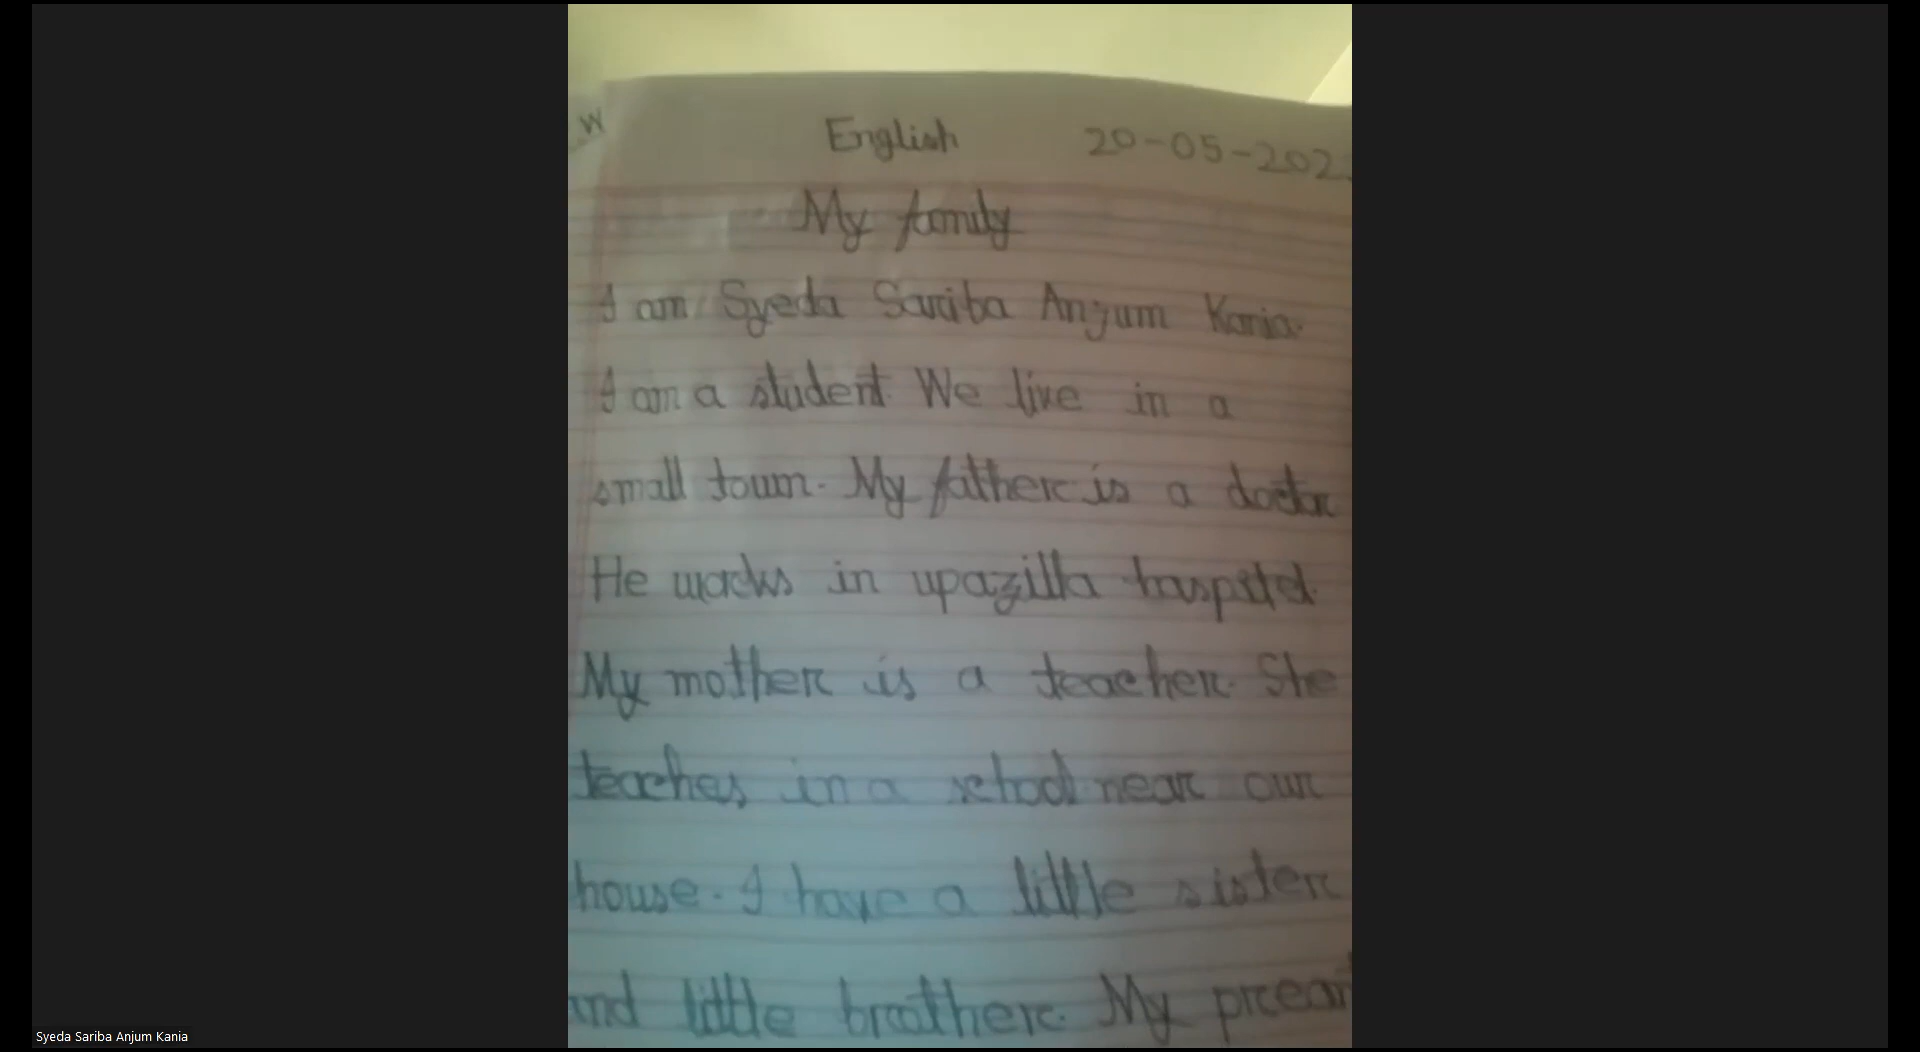 W
English 20-05-202
My family
I am Syeda Sariba Anjum Kania.
I am a student. We live in a
small town. My father is a doctor
He works in upazilla hospital.
My mother is a teacher. She
teaches in a school near our
house. I have a little sister
and little brother. My
Syeda Sariba Anjum Kania